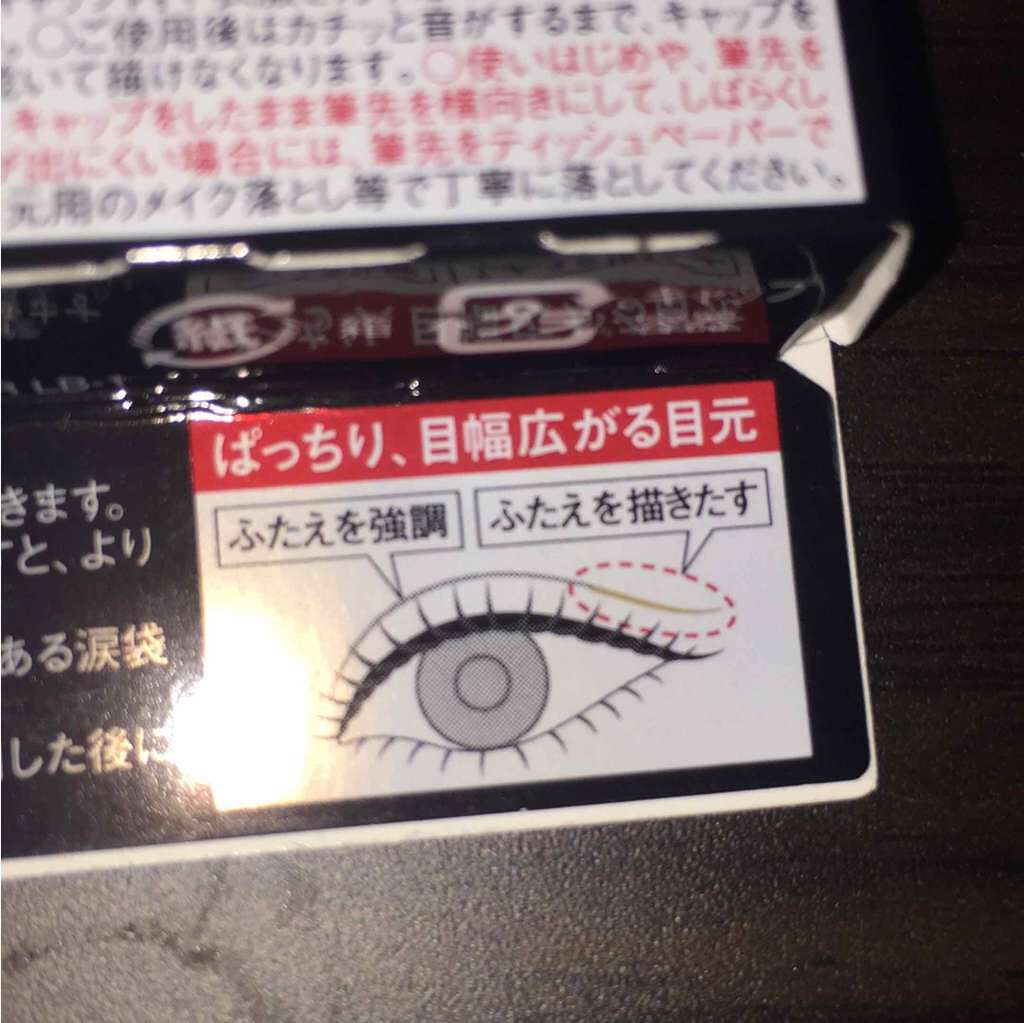 。○ご使用後はカチッと音がするまで、キャップを
いて描けなくなります。○使いはじめや、筆先を
キャップをしたまま筆先を横向きにして、しばらくし
が出にくい場合には、筆先をティッシュペーパーで
元用のメイク落とし等で丁寧に落としてください。
紙
ぱっちり、目幅広がる目元
ふたえを強調
ふたえを描きたす
きます。
すと、より
ある涙袋
した後に